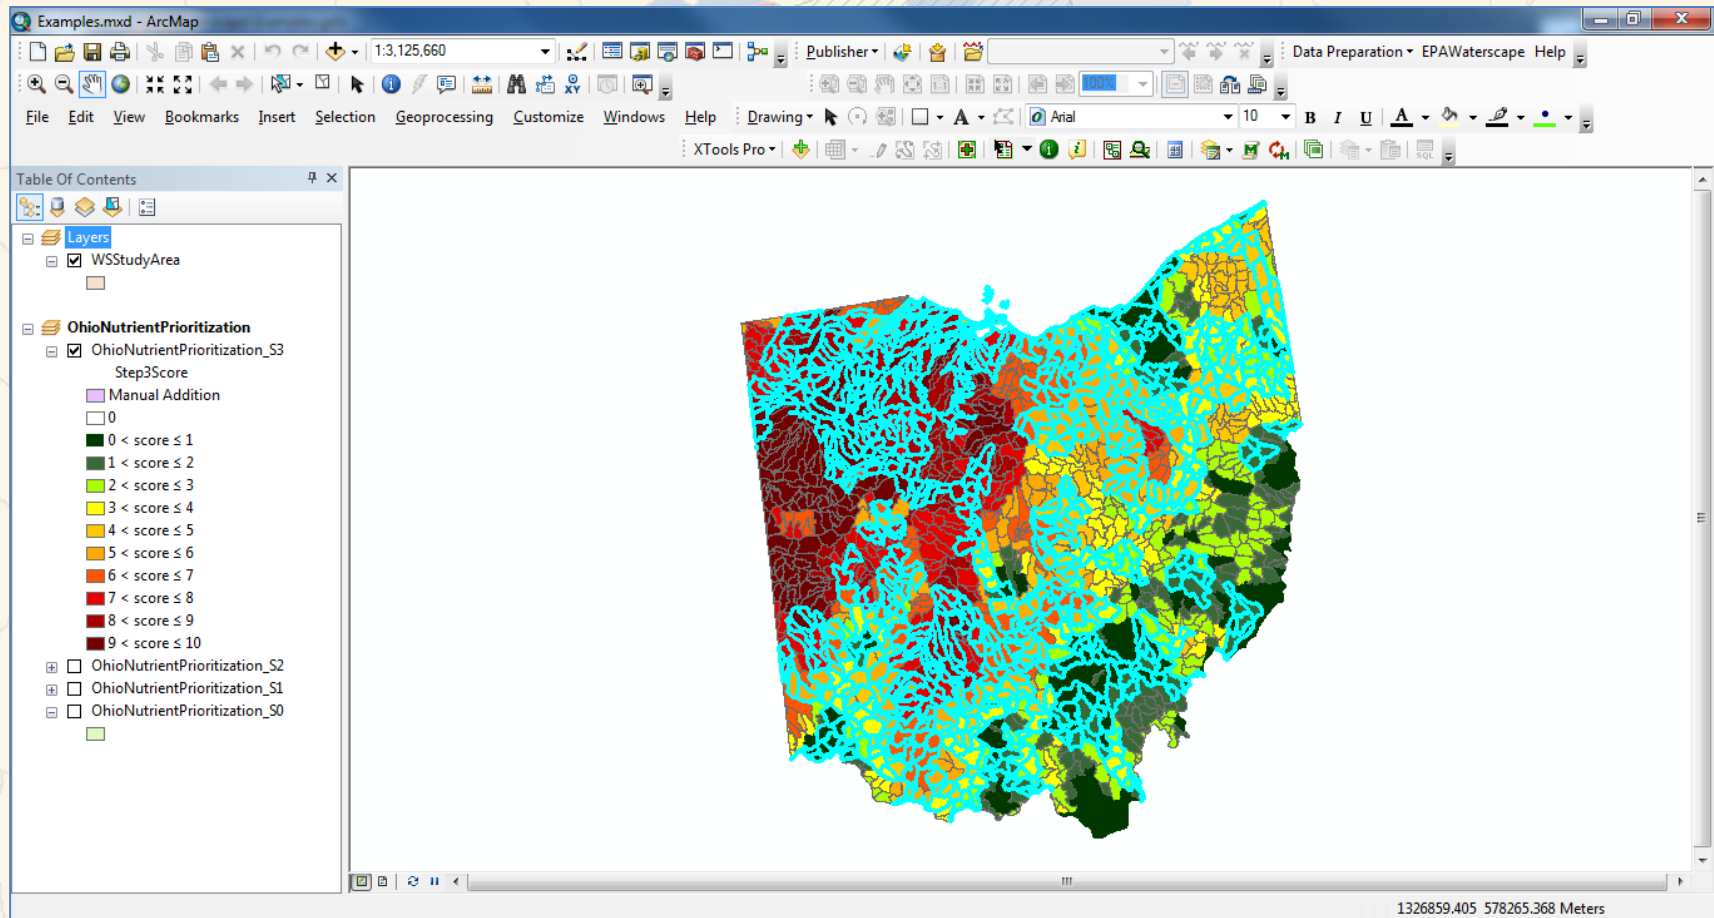 Examples.mxd - ArcMap
1:3,125,660
Publisher
Data Preparation EPAWaterscape Help
100%
File Edit View Bookmarks Insert Selection Geoprocessing Customize Windows Help Drawing A Arial 10 B I U A
XTools Pro
Table Of Contents
Layers
WSStudyArea
OhioNutrientPrioritization
OhioNutrientPrioritization_S3
Step3Score
Manual Addition
0
0 < score ≤ 1
1 < score ≤ 2
2 < score ≤ 3
3 < score ≤ 4
4 < score ≤ 5
5 < score ≤ 6
6 < score ≤ 7
7 < score ≤ 8
8 < score ≤ 9
9 < score ≤ 10
OhioNutrientPrioritization_S2
OhioNutrientPrioritization_S1
OhioNutrientPrioritization_S0
1326859.405 578265.368 Meters